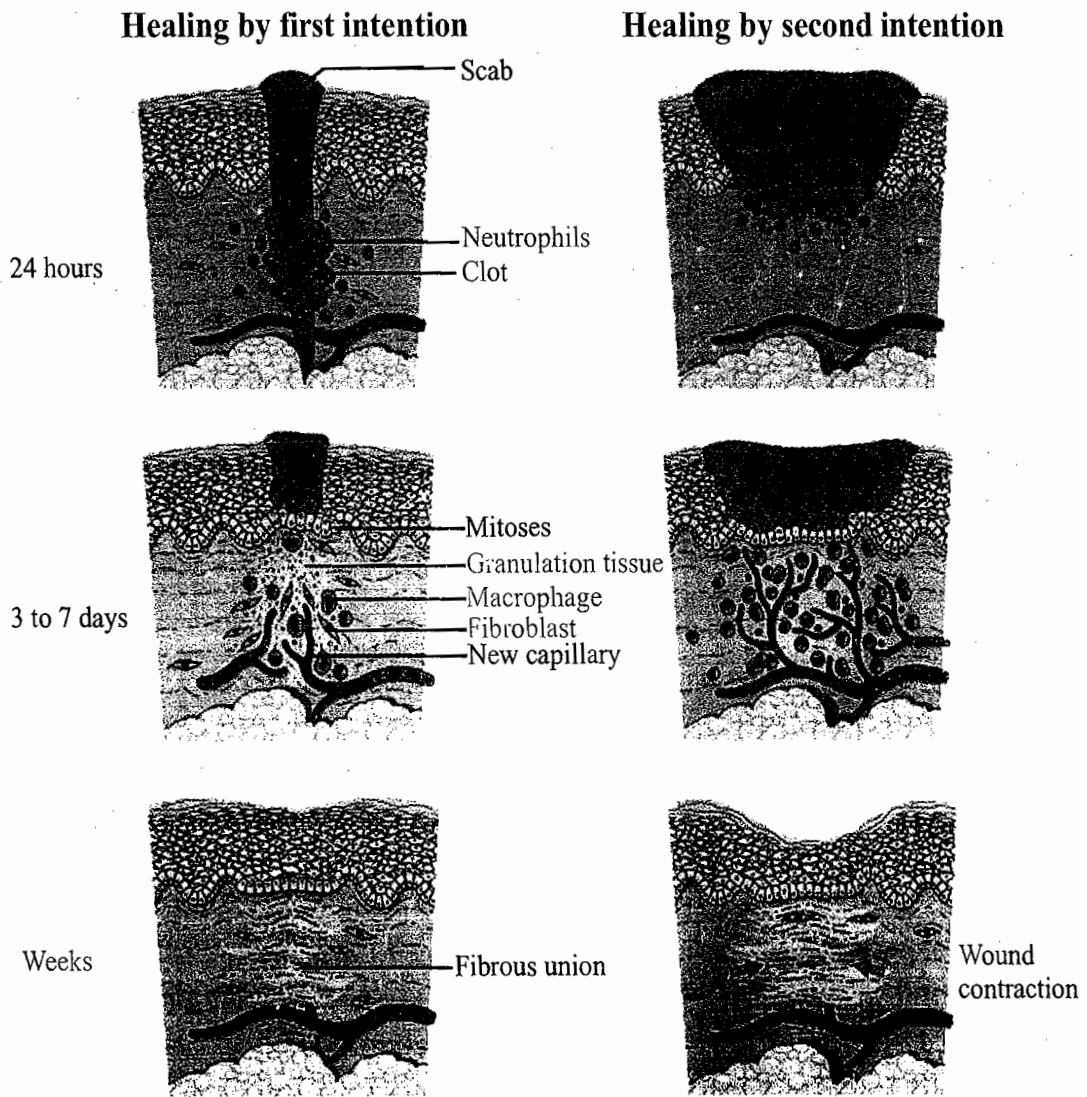 Healing by first intention
Healing by second intention
Scab
Neutrophils
Clot
24 hours
Mitoses
Granulation tissue
Macrophage
Fibroblast
New capillary
3 to 7 days
Weeks
Fibrous union
Wound
contraction